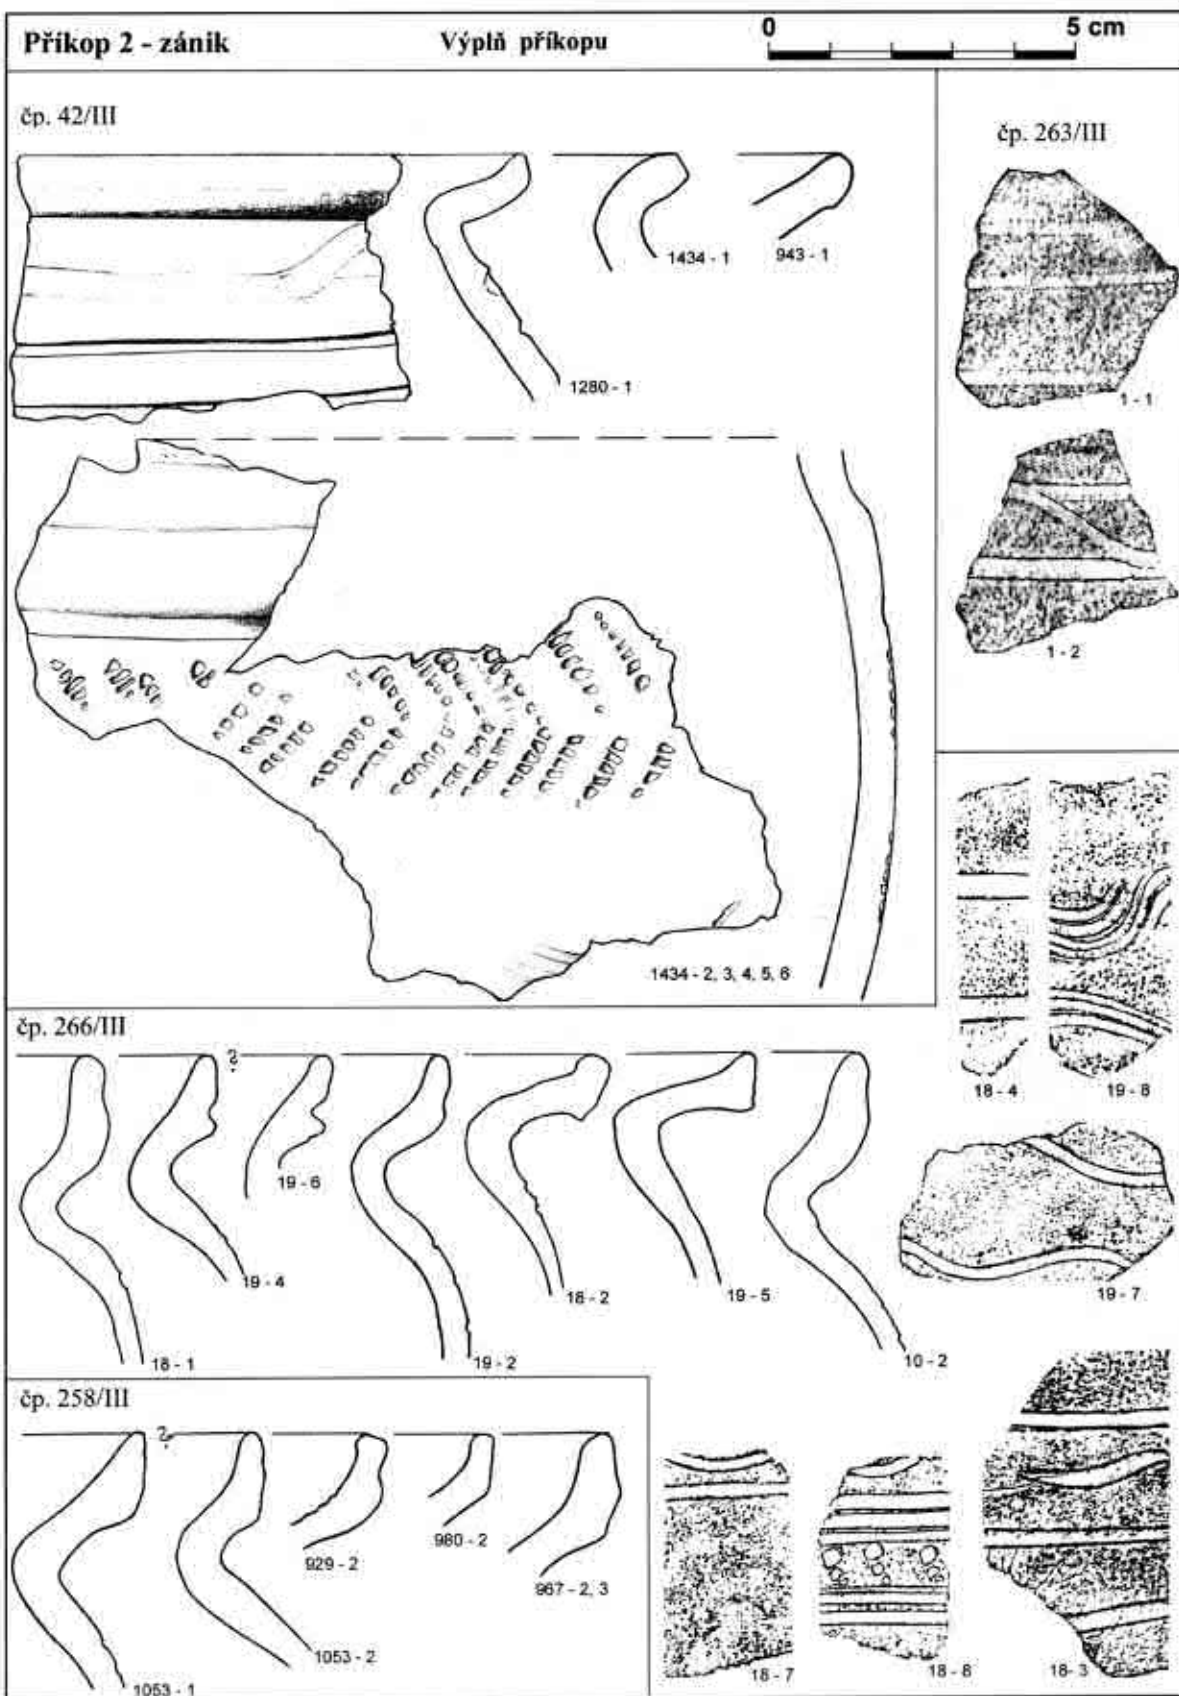 Příkop 2 - zánik
Výplň příkopu
0 5 cm
čp. 42/III
1280 - 1
1434 - 1
943 - 1
1434 - 2, 3, 4, 5, 6
čp. 263/III
1 - 1
1 - 2
čp. 266/III
?
18 - 1
19 - 4
19 - 6
19 - 2
18 - 2
19 - 5
10 - 2
18 - 4
19 - 8
19 - 7
18 - 7
18 - 8
18 - 3
čp. 258/III
?
1053 - 1
1053 - 2
929 - 2
980 - 2
967 - 2, 3